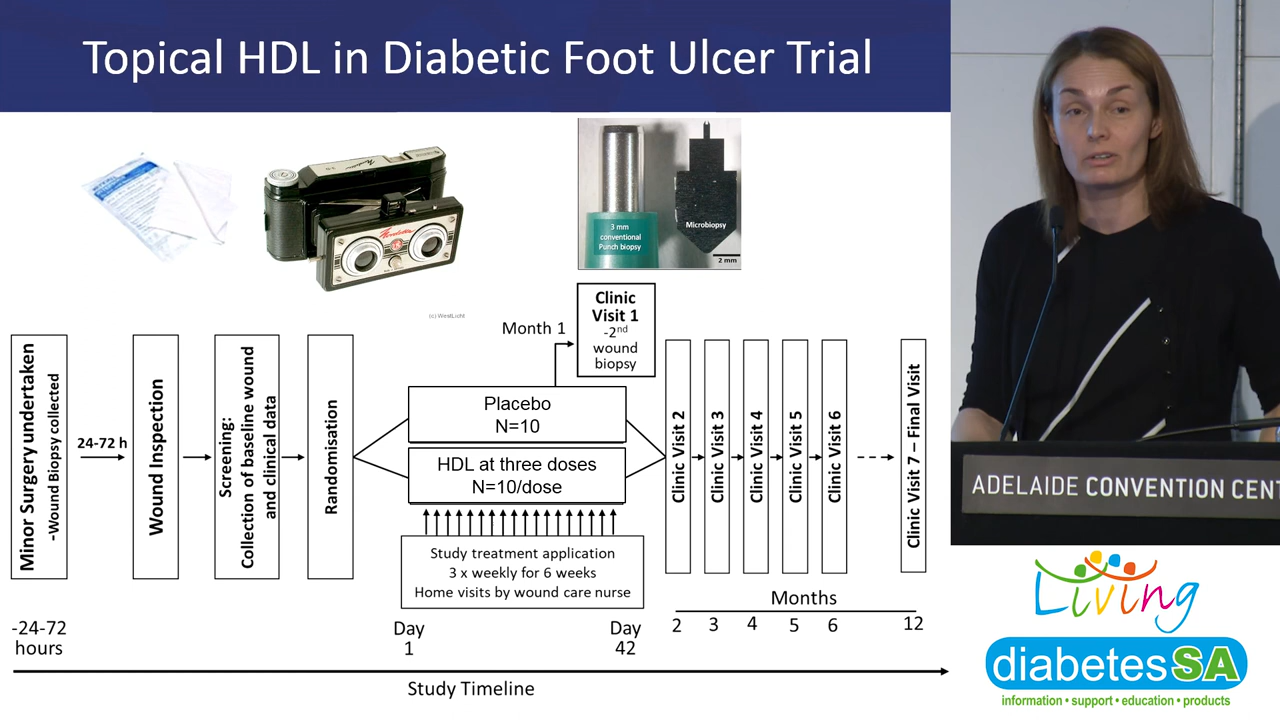 Topical HDL in Diabetic Foot Ulcer Trial
3 mm
conventional
Punch biopsy
Microbiopsy
2 mm
(c) WestLicht
Minor Surgery undertaken
-Wound Biopsy collected
24-72 h
Wound Inspection
Screening:
Collection of baseline wound
and clinical data
Randomisation
Placebo
N=10
HDL at three doses
N=10/dose
Study treatment application
3 x weekly for 6 weeks
Home visits by wound care nurse
Month 1
Clinic
Visit 1
-2nd
wound
biopsy
Clinic Visit 2
Clinic Visit 3
Clinic Visit 4
Clinic Visit 5
Clinic Visit 6
Clinic Visit 7 – Final Visit
Months
2 3 4 5 6 12
-24-72
hours
Day
1
Day
42
Study Timeline
ADELAIDE CONVENTION CENT
Living
diabetesSA
information • support • education • products